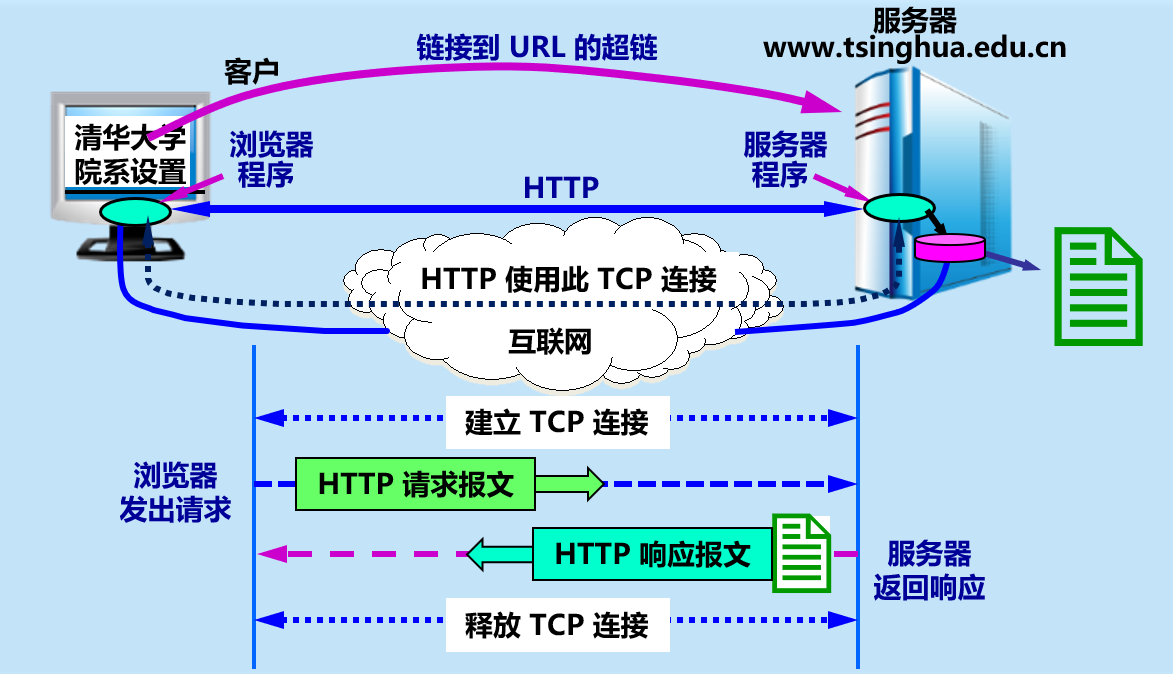 服务器
www.tsinghua.edu.cn
链接到 URL 的超链
客户
清华大学
院系设置
浏览器
程序
服务器
程序
HTTP
HTTP 使用此 TCP 连接
互联网
建立 TCP 连接
浏览器
发出请求
HTTP 请求报文
HTTP 响应报文
服务器
返回响应
释放 TCP 连接